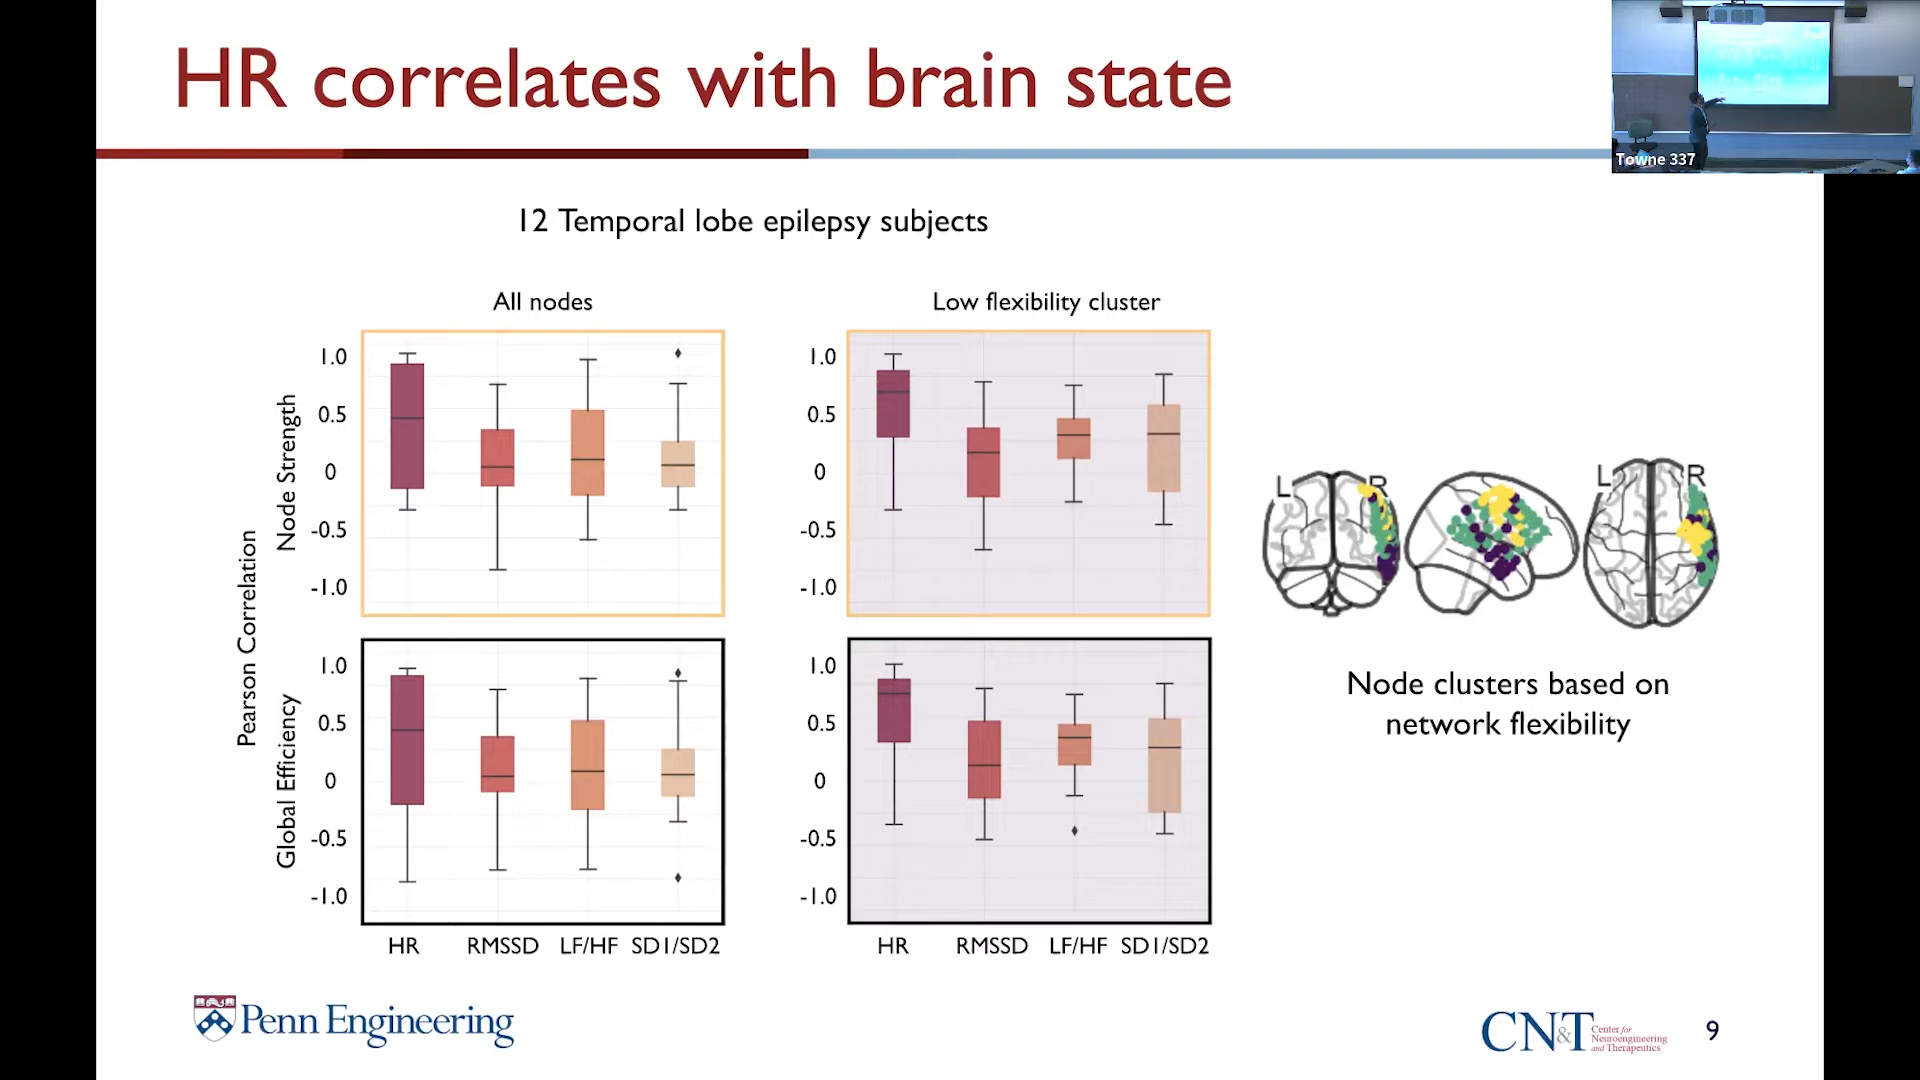 HR correlates with brain state
Towne 337
12 Temporal lobe epilepsy subjects
All nodes
Low flexibility cluster
Pearson Correlation
Node Strength
1.0
0.5
0
-0.5
-1.0
1.0
0.5
0
-0.5
-1.0
Global Efficiency
1.0
0.5
0
-0.5
-1.0
1.0
0.5
0
-0.5
-1.0
HR RMSSD LF/HF SD1/SD2
HR RMSSD LF/HF SD1/SD2
L R
L R
Node clusters based on
network flexibility
Penn Engineering
CN&T
Center for
Neuroengineering
and Therapeutics
9